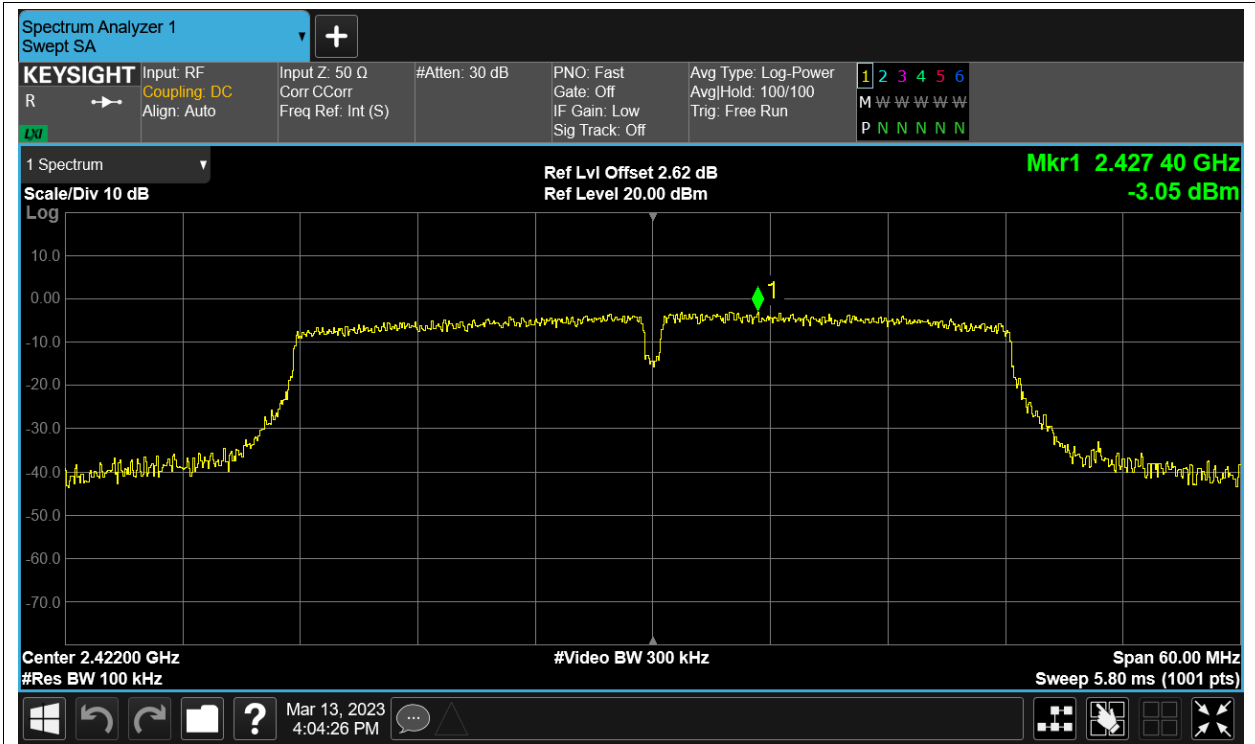 Spectrum Analyzer 1
Swept SA
+
KEYSIGHT
R
LXI
Input: RF
Coupling: DC
Align: Auto
Input Z: 50 Ω
Corr CCorr
Freq Ref: Int (S)
#Atten: 30 dB
PNO: Fast
Gate: Off
IF Gain: Low
Sig Track: Off
Avg Type: Log-Power
Avg|Hold: 100/100
Trig: Free Run
1 2 3 4 5 6
M W W W W W
P N N N N N
1 Spectrum
Scale/Div 10 dB
Ref Lvl Offset 2.62 dB
Ref Level 20.00 dBm
Mkr1 2.427 40 GHz
-3.05 dBm
Log
10.0
0.00
-10.0
-20.0
-30.0
-40.0
-50.0
-60.0
-70.0
1
Center 2.42200 GHz
#Res BW 100 kHz
#Video BW 300 kHz
Span 60.00 MHz
Sweep 5.80 ms (1001 pts)
?
Mar 13, 2023
4:04:26 PM